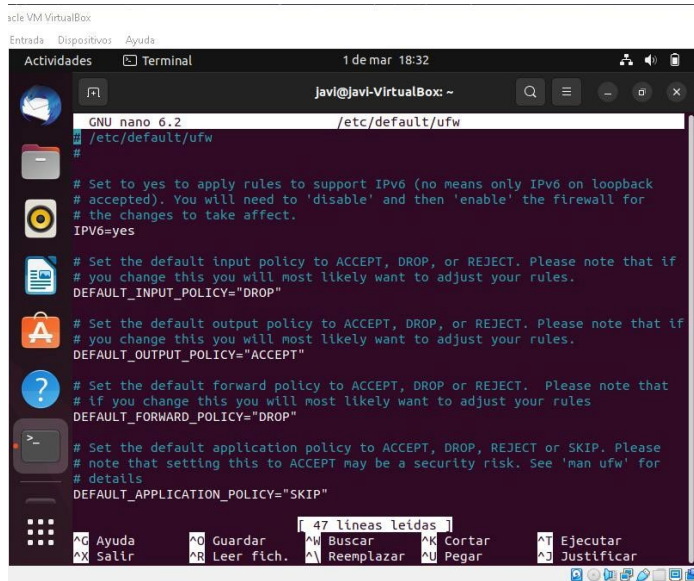 acle VM VirtualBox
Entrada Dispositivos Ayuda
Actividades Terminal 1 de mar 18:32
javi@javi-VirtualBox: ~
GNU nano 6.2 /etc/default/ufw
# /etc/default/ufw
#
# Set to yes to apply rules to support IPv6 (no means only IPv6 on loopback
# accepted). You will need to 'disable' and then 'enable' the firewall for
# the changes to take affect.
IPV6=yes
# Set the default input policy to ACCEPT, DROP, or REJECT. Please note that if
# you change this you will most likely want to adjust your rules.
DEFAULT_INPUT_POLICY="DROP"
# Set the default output policy to ACCEPT, DROP, or REJECT. Please note that if
# you change this you will most likely want to adjust your rules.
DEFAULT_OUTPUT_POLICY="ACCEPT"
# Set the default forward policy to ACCEPT, DROP or REJECT. Please note that
# if you change this you will most likely want to adjust your rules
DEFAULT_FORWARD_POLICY="DROP"
# Set the default application policy to ACCEPT, DROP, REJECT or SKIP. Please
# note that setting this to ACCEPT may be a security risk. See 'man ufw' for
# details
DEFAULT_APPLICATION_POLICY="SKIP"
[ 47 líneas leídas ]
^G Ayuda ^O Guardar ^W Buscar ^K Cortar ^T Ejecutar
^X Salir ^R Leer fich. ^\ Reemplazar ^U Pegar ^J Justificar